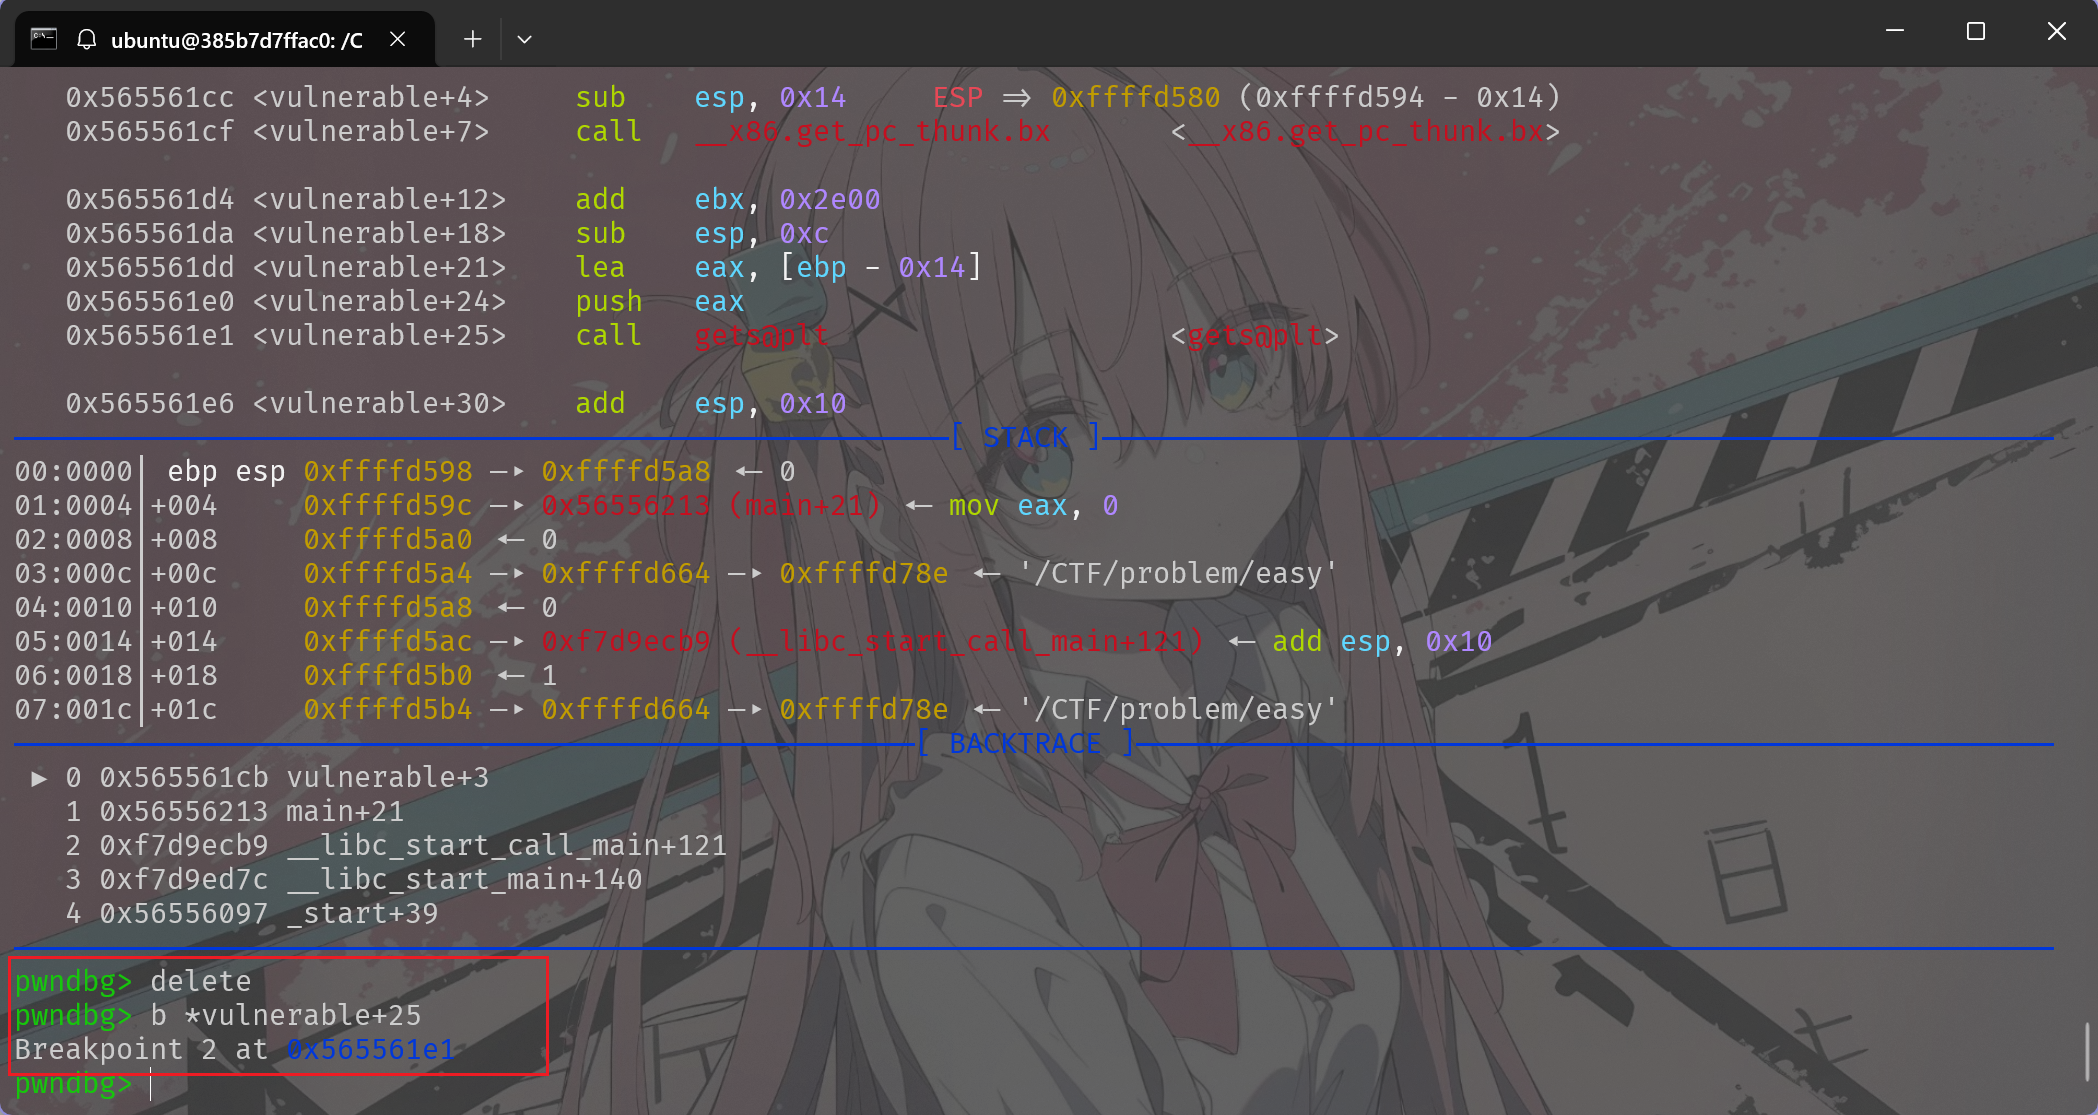 ubuntu@385b7d7ffac0: /C
0x565561cc <vulnerable+4> sub esp, 0x14 ESP => 0xffffd580 (0xffffd594 - 0x14)
0x565561cf <vulnerable+7> call __x86.get_pc_thunk.bx <__x86.get_pc_thunk.bx>
0x565561d4 <vulnerable+12> add ebx, 0x2e00
0x565561da <vulnerable+18> sub esp, 0xc
0x565561dd <vulnerable+21> lea eax, [ebp - 0x14]
0x565561e0 <vulnerable+24> push eax
0x565561e1 <vulnerable+25> call gets@plt <gets@plt>
0x565561e6 <vulnerable+30> add esp, 0x10
[ STACK ]
00:0000│ ebp esp 0xffffd598 —▸ 0xffffd5a8 ◂— 0
01:0004│+004 0xffffd59c —▸ 0x56556213 (main+21) ◂— mov eax, 0
02:0008│+008 0xffffd5a0 ◂— 0
03:000c│+00c 0xffffd5a4 —▸ 0xffffd664 —▸ 0xffffd78e ◂— '/CTF/problem/easy'
04:0010│+010 0xffffd5a8 ◂— 0
05:0014│+014 0xffffd5ac —▸ 0xf7d9ecb9 (__libc_start_call_main+121) ◂— add esp, 0x10
06:0018│+018 0xffffd5b0 ◂— 1
07:001c│+01c 0xffffd5b4 —▸ 0xffffd664 —▸ 0xffffd78e ◂— '/CTF/problem/easy'
[ BACKTRACE ]
► 0 0x565561cb vulnerable+3
1 0x56556213 main+21
2 0xf7d9ecb9 __libc_start_call_main+121
3 0xf7d9ed7c __libc_start_main+140
4 0x56556097 _start+39
pwndbg> delete
pwndbg> b *vulnerable+25
Breakpoint 2 at 0x565561e1
pwndbg>